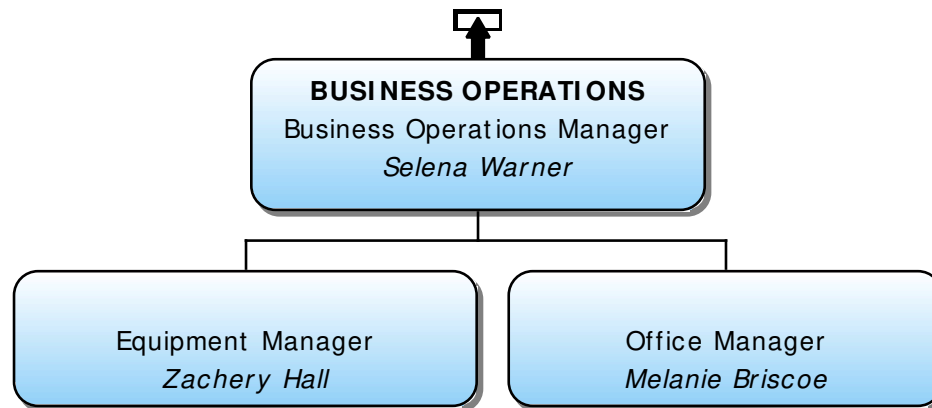 BUSINESS OPERATIONS
Business Operations Manager
Selena Warner
Equipment Manager
Zachery Hall
Office Manager
Melanie Briscoe